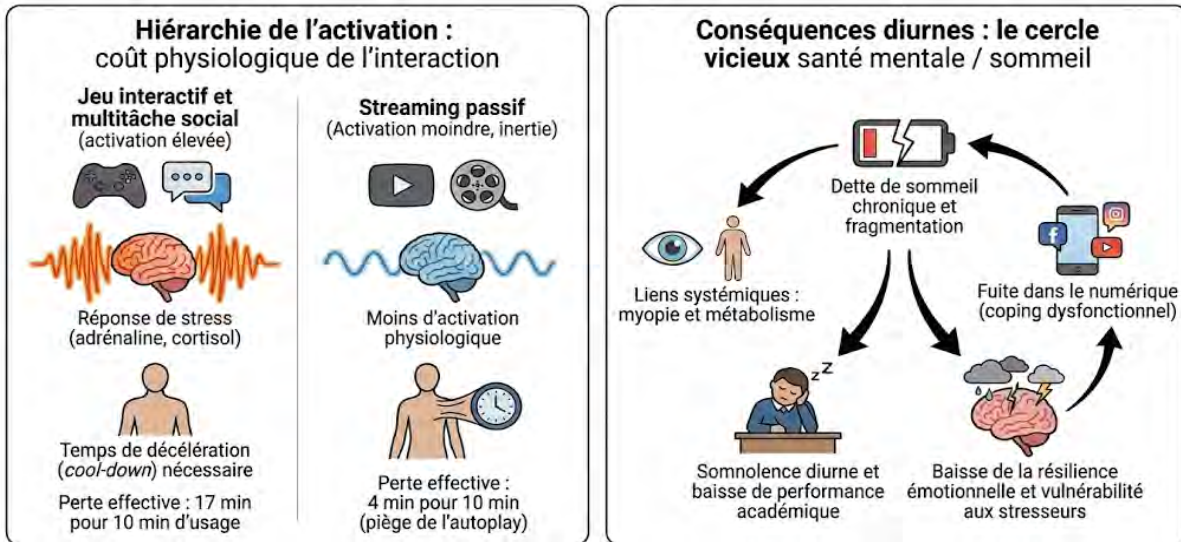 Hiérarchie de l'activation :
coût physiologique de l'interaction
Jeu interactif et
multitâche social
(activation élevée)
Réponse de stress
(adrénaline, cortisol)
Temps de décélération
(cool-down) nécessaire
Perte effective : 17 min
pour 10 min d'usage
Streaming passif
(Activation moindre, inertie)
Moins d'activation
physiologique
Perte effective :
4 min pour 10 min
(piège de l'autoplay)
Conséquences diurnes : le cercle
vicieux santé mentale / sommeil
Dette de sommeil
chronique et
fragmentation
Liens systémiques :
myopie et métabolisme
Fuite dans le numérique
(coping dysfonctionnel)
z z
Somnolence diurne et
baisse de performance
académique
Baisse de la résilience
émotionnelle et vulnérabilité
aux stresseurs